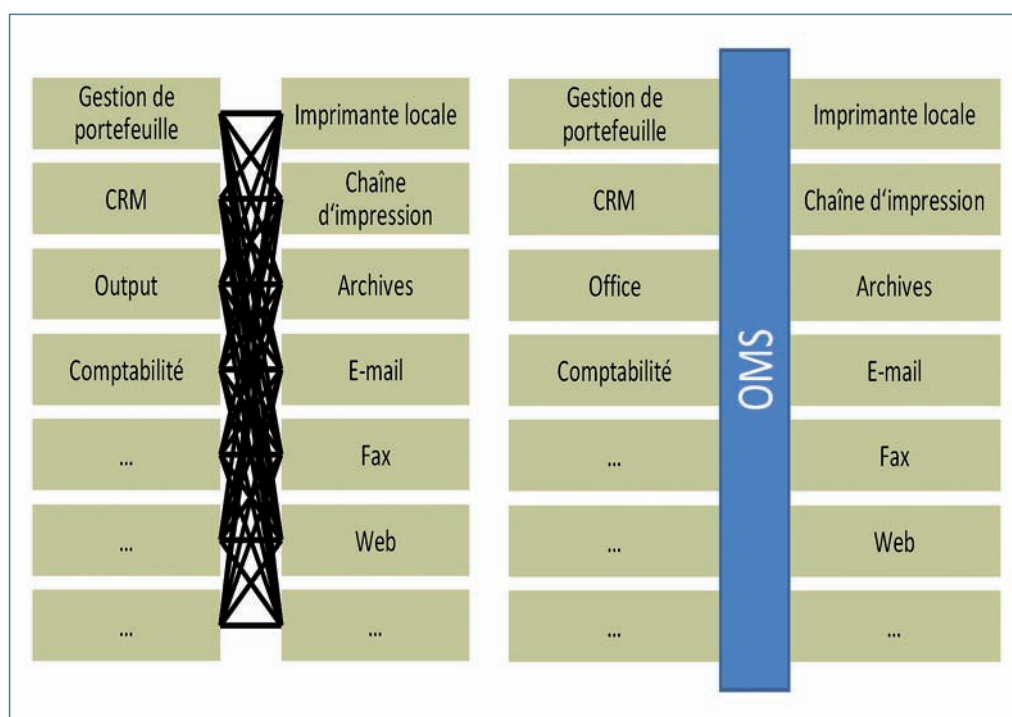 Gestion de
portefeuille
CRM
Output
Comptabilité
...
...
...
Imprimante locale
Chaîne
d‘impression
Archives
E-mail
Fax
Web
...
Gestion de
portefeuille
CRM
Office
Comptabilité
...
...
...
OMS
Imprimante locale
Chaîne d‘impression
Archives
E-mail
Fax
Web
...